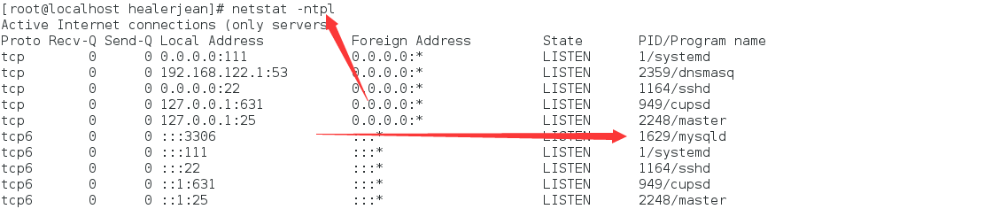 [root@localhost healerjean]# netstat -ntpl
Active Internet connections (only servers
Proto Recv-Q Send-Q Local Address           Foreign Address         State       PID/Program name
tcp        0      0 0.0.0.0:111             0.0.0.0:*               LISTEN      1/systemd
tcp        0      0 192.168.122.1:53        0.0.0.0:*               LISTEN      2359/dnsmasq
tcp        0      0 0.0.0.0:22              0.0.0.0:*               LISTEN      1164/sshd
tcp        0      0 127.0.0.1:631           0.0.0.0:*               LISTEN      949/cupsd
tcp        0      0 127.0.0.1:25            0.0.0.0:*               LISTEN      2248/master
tcp6       0      0 :::3306                 :::*                    LISTEN      1629/mysqld
tcp6       0      0 :::111                  :::*                    LISTEN      1/systemd
tcp6       0      0 :::22                   :::*                    LISTEN      1164/sshd
tcp6       0      0 ::1:631                 :::*                    LISTEN      949/cupsd
tcp6       0      0 ::1:25                  :::*                    LISTEN      2248/master